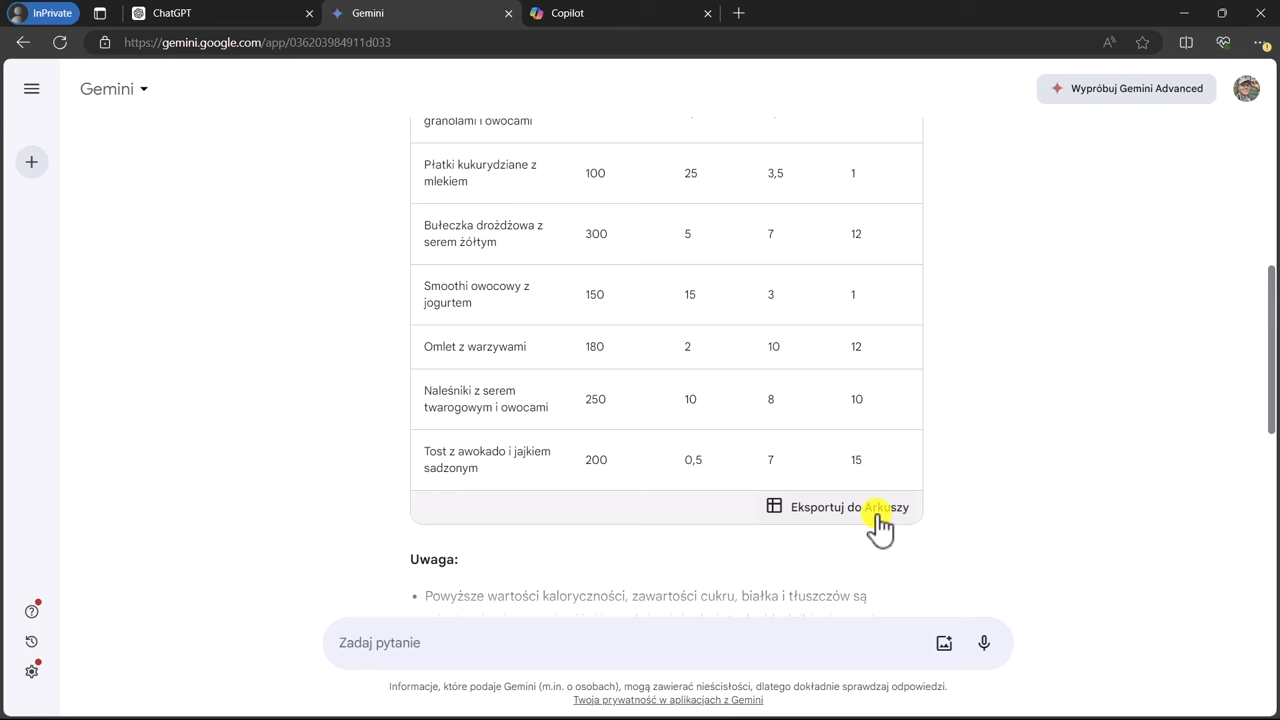 InPrivate
ChatGPT
Gemini
Copilot
https://gemini.google.com/app/036203984911d033
Gemini
Wypróbuj Gemini Advanced
granolami i owocami
Płatki kukurydziane z
mlekiem
100 25 3,5 1
Bułeczka drożdżowa z
serem żółtym
300 5 7 12
Smoothi owocowy z
jogurtem
150 15 3 1
Omlet z warzywami 180 2 10 12
Naleśniki z serem
twarogowym i owocami
250 10 8 10
Tost z awokado i jajkiem
sadzonym
200 0,5 7 15
Eksportuj do Arkuszy
Uwaga:
• Powyższe wartości kaloryczności, zawartości cukru, białka i tłuszczów są
Zadaj pytanie
Informacje, które podaje Gemini (m.in. o osobach), mogą zawierać nieścisłości, dlatego dokładnie sprawdzaj odpowiedzi.
Twoja prywatność w aplikacjach z Gemini